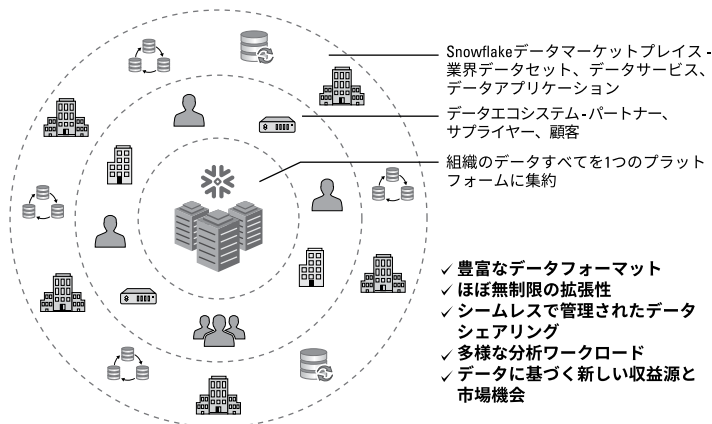 Snowflakeデータマーケットプレイス -
業界データセット、データサービス、
データアプリケーション
データエコシステム - パートナー、
サプライヤー、顧客
組織のデータすべてを1つのプラット
フォームに集約
✓ 豊富なデータフォーマット
✓ ほぼ無制限の拡張性
✓ シームレスで管理されたデータ
シェアリング
✓ 多様な分析ワークロード
✓ データに基づく新しい収益源と
市場機会